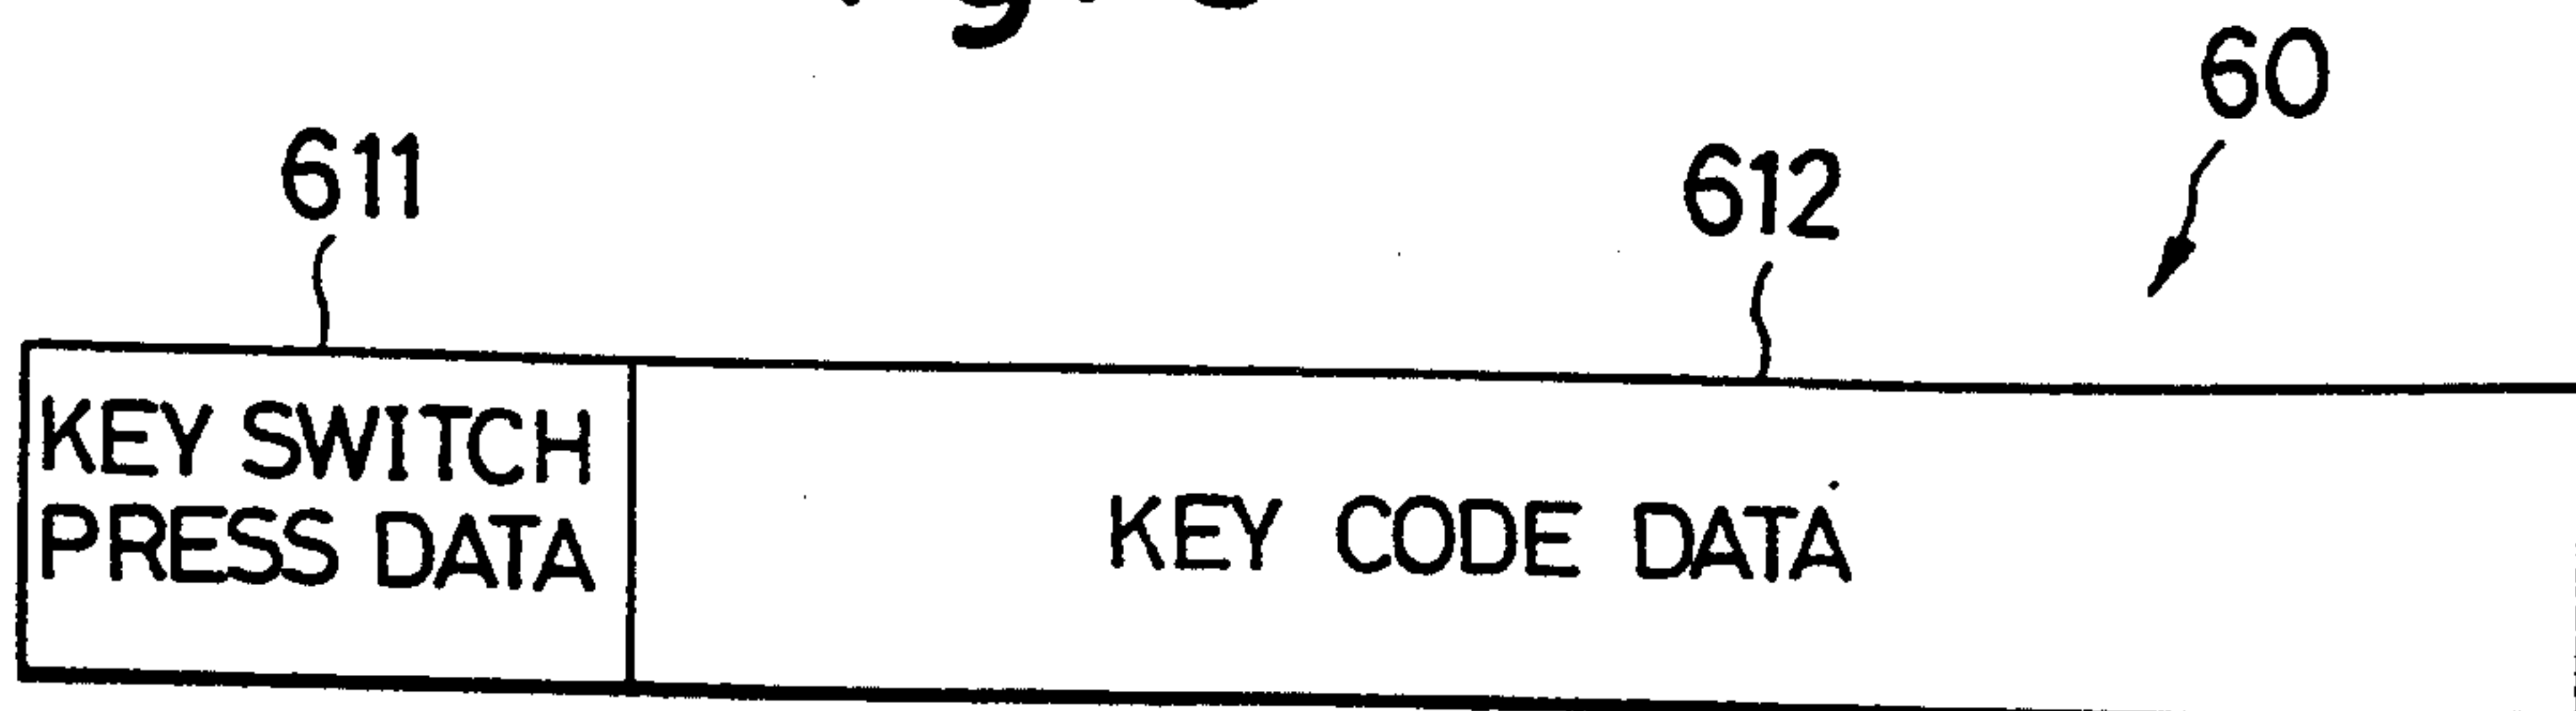 60
611
612
KEY SWITCH
PRESS DATA
KEY CODE DATA